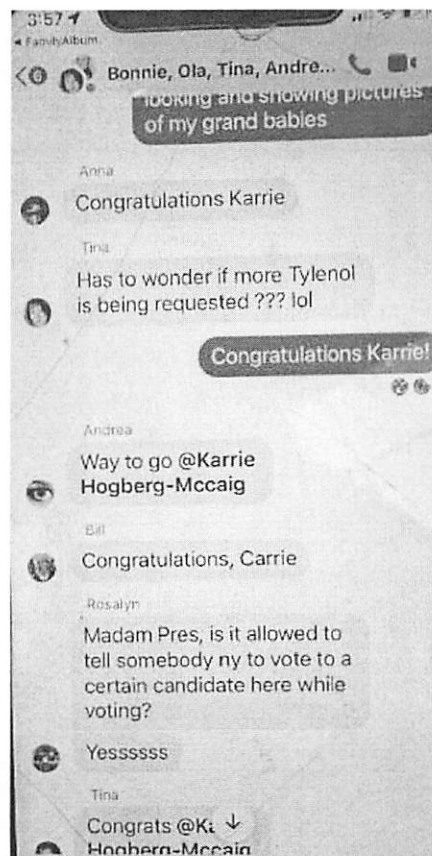 3:57
FamilyAlbum
Bonnie, Ola, Tina, Andre...
looking and showing pictures
of my grand babies
Anna
Congratulations Karrie
Tina
Has to wonder if more Tylenol
is being requested ??? lol
Congratulations Karrie!
Andrea
Way to go @Karrie
Hogberg-Mccaig
Bill
Congratulations, Carrie
Rosalyn
Madam Pres, is it allowed to
tell somebody ny to vote to a
certain candidate here while
voting?
Yessssss
Tina
Congrats @Ka
Hogberg-Mccaig